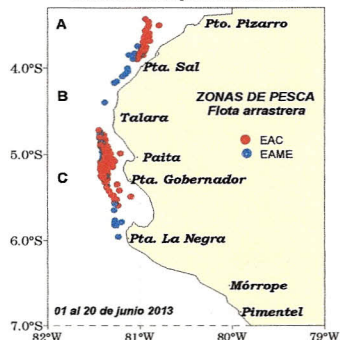 A
Pto. Pizarro
4.0°S
Pta. Sal
B
ZONAS DE PESCA
Flota arrastrera
Talara
EAC
EAME
5.0°S
Paita
C
Pta. Gobernador
6.0°S
Pta. La Negra
Mórrope
01 al 20 de junio 2013
Pimentel
7.0°S
82°W
81°W
80°W
79°W